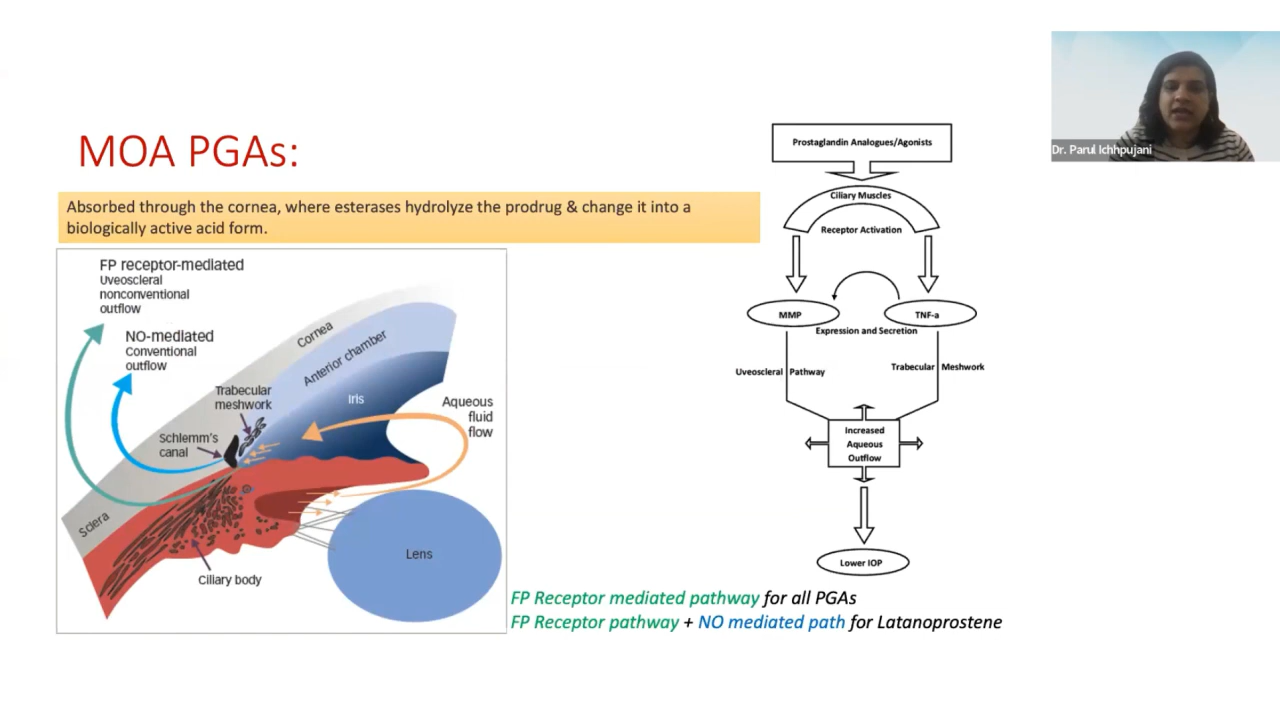 MOA PGAs:
Absorbed through the cornea, where esterases hydrolyze the prodrug & change it into a
biologically active acid form.
FP receptor-mediated
Uveoscleral
nonconventional
outflow
NO-mediated
Conventional
outflow
Cornea
Anterior chamber
Trabecular
meshwork
Iris
Aqueous
fluid
flow
Schlemm's
canal
Sclera
Lens
Ciliary body
Prostaglandin Analogues/Agonists
Ciliary Muscles
Receptor Activation
MMP
TNF-a
Expression and Secretion
Uveoscleral Pathway
Trabecular Meshwork
Increased
Aqueous
Outflow
Lower IOP
FP Receptor mediated pathway for all PGAs
FP Receptor pathway + NO mediated path for Latanoprostene
Dr. Parul Ichhpujani